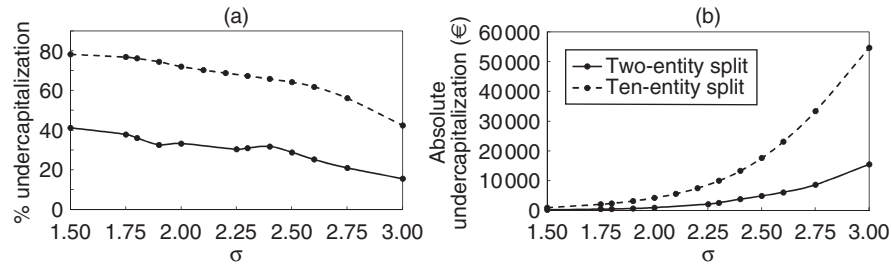 (a)
% undercapitalization
80
60
40
20
0
1.50 1.75 2.00 2.25 2.50 2.75 3.00
σ
(b)
Absolute
undercapitalization (€)
60 000
50 000
40 000
30 000
20 000
10 000
0
Two-entity split
Ten-entity split
1.50 1.75 2.00 2.25 2.50 2.75 3.00
σ